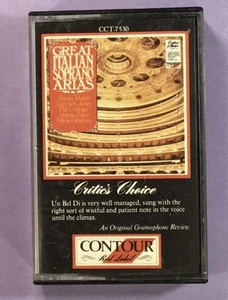 CCT 7530
GREAT
ITALIAN
SOPRANO
ARIAS
Critic's Choice
Un Bel Di is very well managed, sung with the
right sort of wistful and patient note in the voice
until the climax.
An Original Gramophone Review.
CONTOUR
Red Label